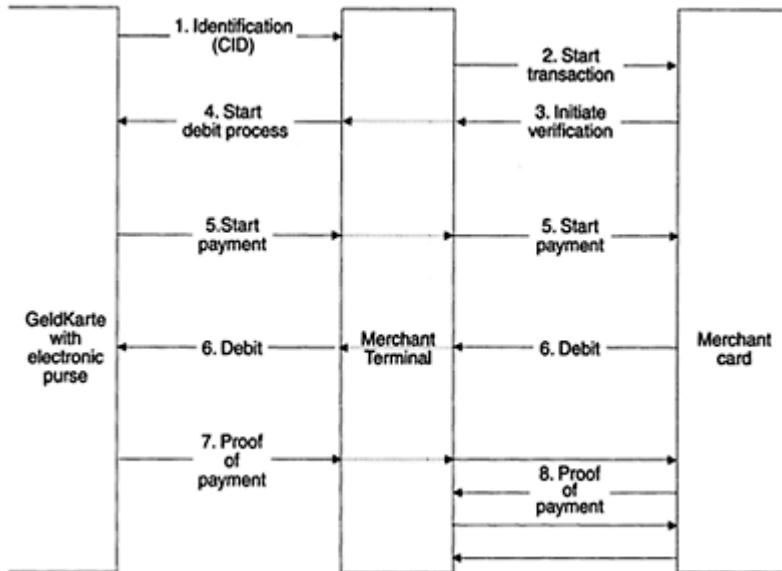 1. Identification
(CID)
2. Start
transaction
4. Start
debit process
3. Initiate
verification
5.Start
payment
5. Start
payment
GeldKarte
with
electronic
purse
6. Debit
Merchant
Terminal
6. Debit
Merchant
card
7. Proof
of
payment
8. Proof
of
payment